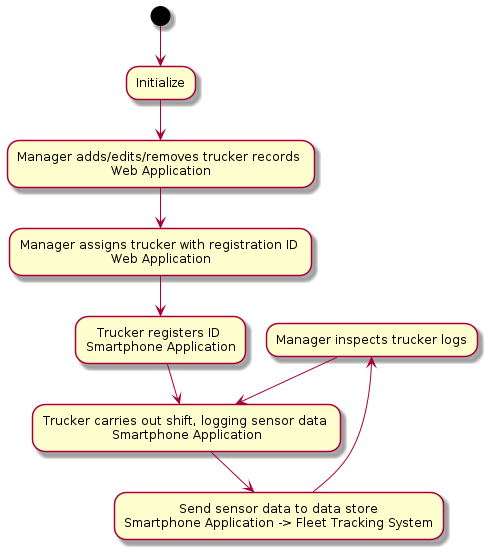 Initialize
Manager adds/edits/removes trucker records
Web Application
Manager assigns trucker with registration ID
Web Application
Trucker registers ID
Smartphone Application
Manager inspects trucker logs
Trucker carries out shift, logging sensor data
Smartphone Application
Send sensor data to data store
Smartphone Application -> Fleet Tracking System